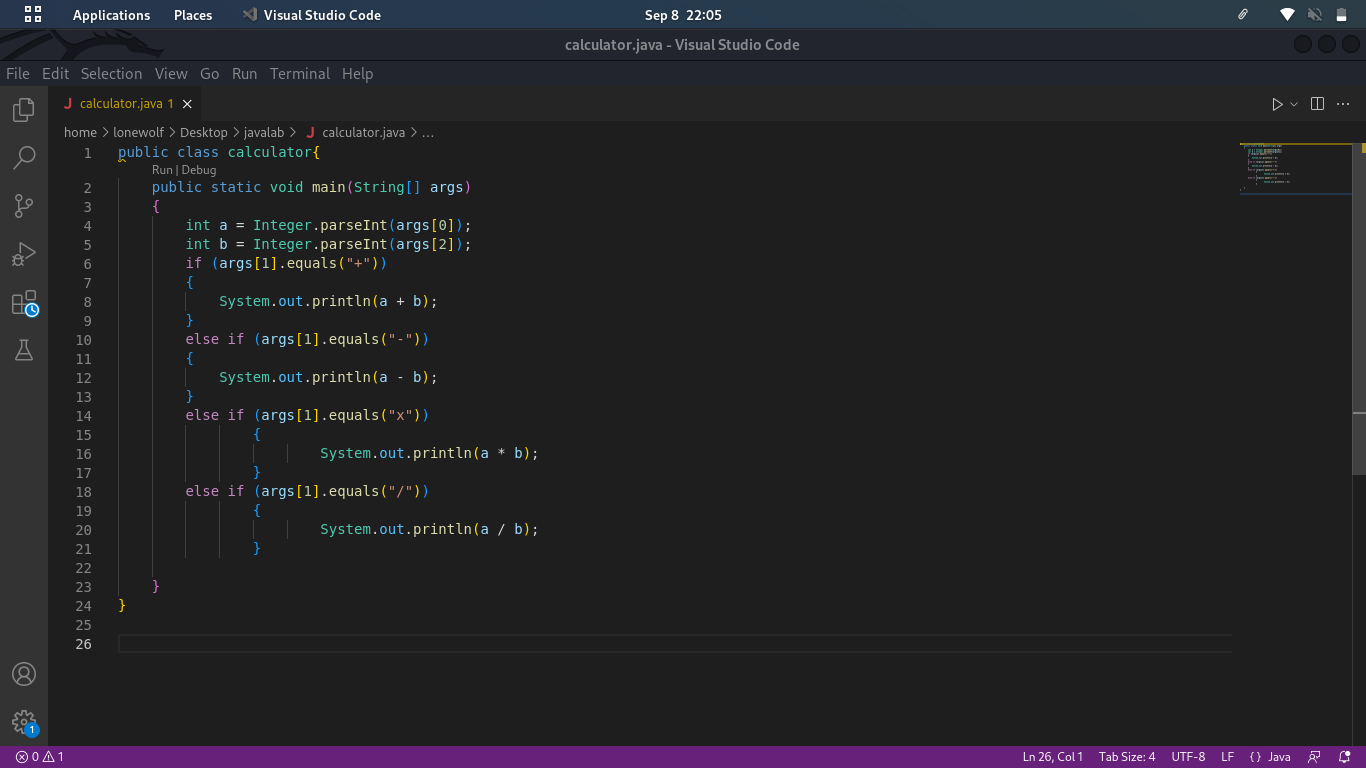 Applications Places Visual Studio Code Sep 8 22:05
calculator.java - Visual Studio Code
File Edit Selection View Go Run Terminal Help
J calculator.java 1
home > lonewolf > Desktop > javalab > J calculator.java > ...
1 public class calculator{
Run | Debug
2 public static void main(String[] args)
3 {
4 int a = Integer.parseInt(args[0]);
5 int b = Integer.parseInt(args[2]);
6 if (args[1].equals("+"))
7 {
8 System.out.println(a + b);
9 }
10 else if (args[1].equals("-"))
11 {
12 System.out.println(a - b);
13 }
14 else if (args[1].equals("x"))
15 {
16 System.out.println(a * b);
17 }
18 else if (args[1].equals("/"))
19 {
20 System.out.println(a / b);
21 }
22
23 }
24 }
25
26
1
0 1 Ln 26, Col 1 Tab Size: 4 UTF-8 LF {} Java